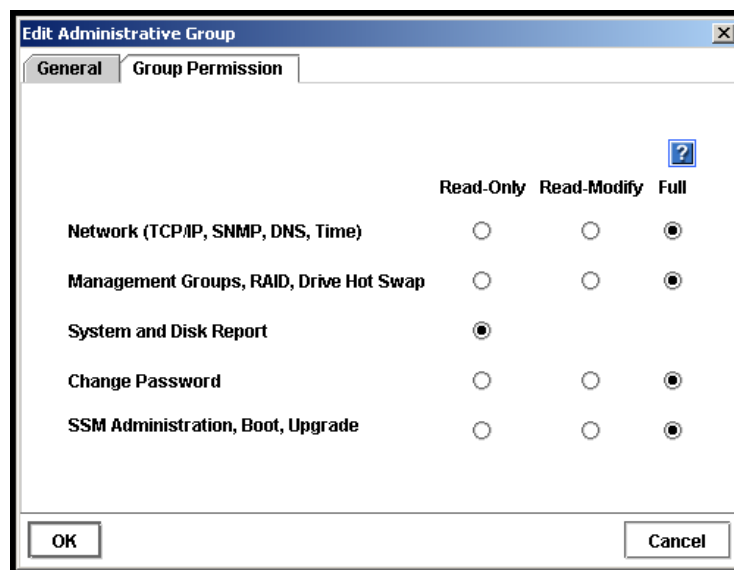 Edit Administrative Group
General Group Permission
?
Read-Only Read-Modify Full
Network (TCP/IP, SNMP, DNS, Time)
Management Groups, RAID, Drive Hot Swap
System and Disk Report
Change Password
SSM Administration, Boot, Upgrade
OK Cancel